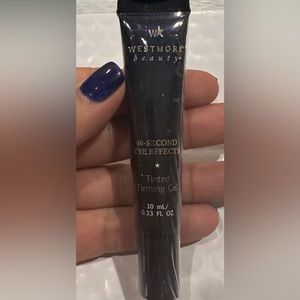 WESTMORE
beauty
60-SECOND
EYE EFFECTS
Tinted
Firming Gel
10 mL/
0.33 FL OZ